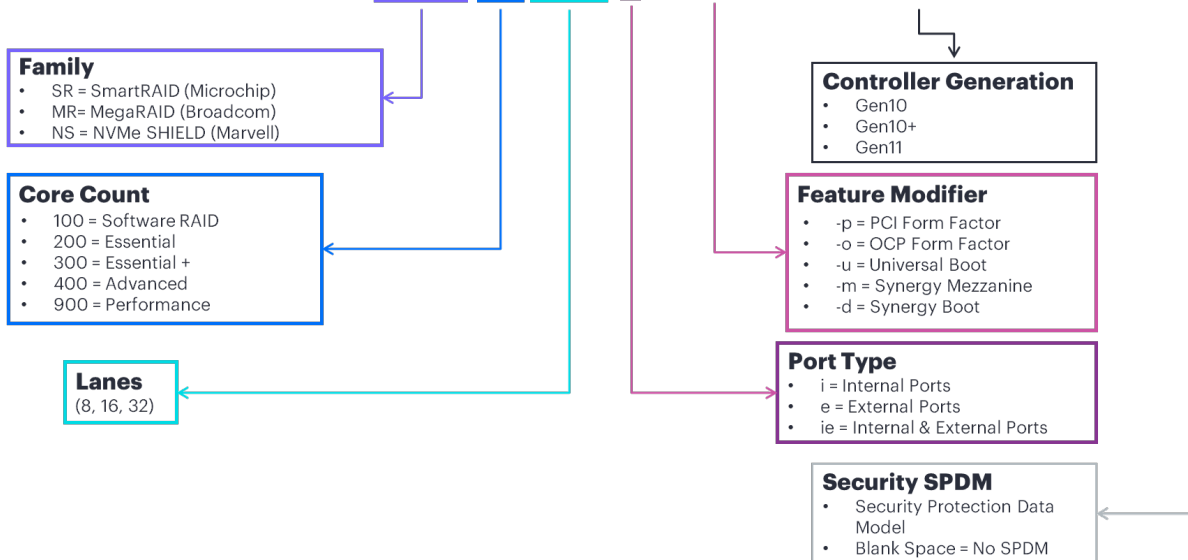 Family
• SR = SmartRAID (Microchip)
• MR= MegaRAID (Broadcom)
• NS = NVMe SHIELD (Marvell)
Core Count
• 100 = Software RAID
• 200 = Essential
• 300 = Essential +
• 400 = Advanced
• 900 = Performance
Lanes
(8, 16, 32)
Controller Generation
• Gen10
• Gen10+
• Gen11
Feature Modifier
• -p = PCI Form Factor
• -o = OCP Form Factor
• -u = Universal Boot
• -m = Synergy Mezzanine
• -d = Synergy Boot
Port Type
• i = Internal Ports
• e = External Ports
• ie = Internal & External Ports
Security SPDM
• Security Protection Data
Model
• Blank Space = No SPDM